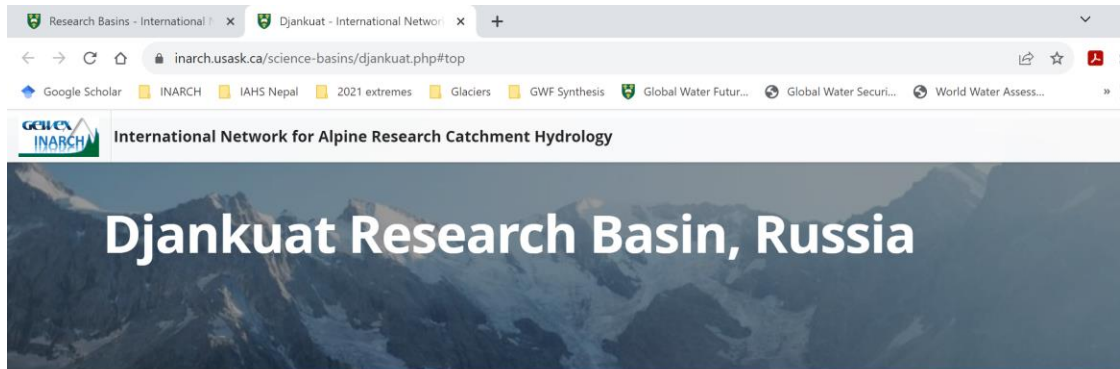 Research Basins - International N
Djankuat - International Networ
inarch.usask.ca/science-basins/djankuat.php#top
Google Scholar INARCH IAHS Nepal 2021 extremes Glaciers GWF Synthesis Global Water Futur... Global Water Securi... World Water Assess... »
GEWEX
INARCH
International Network for Alpine Research Catchment Hydrology
Djankuat Research Basin, Russia